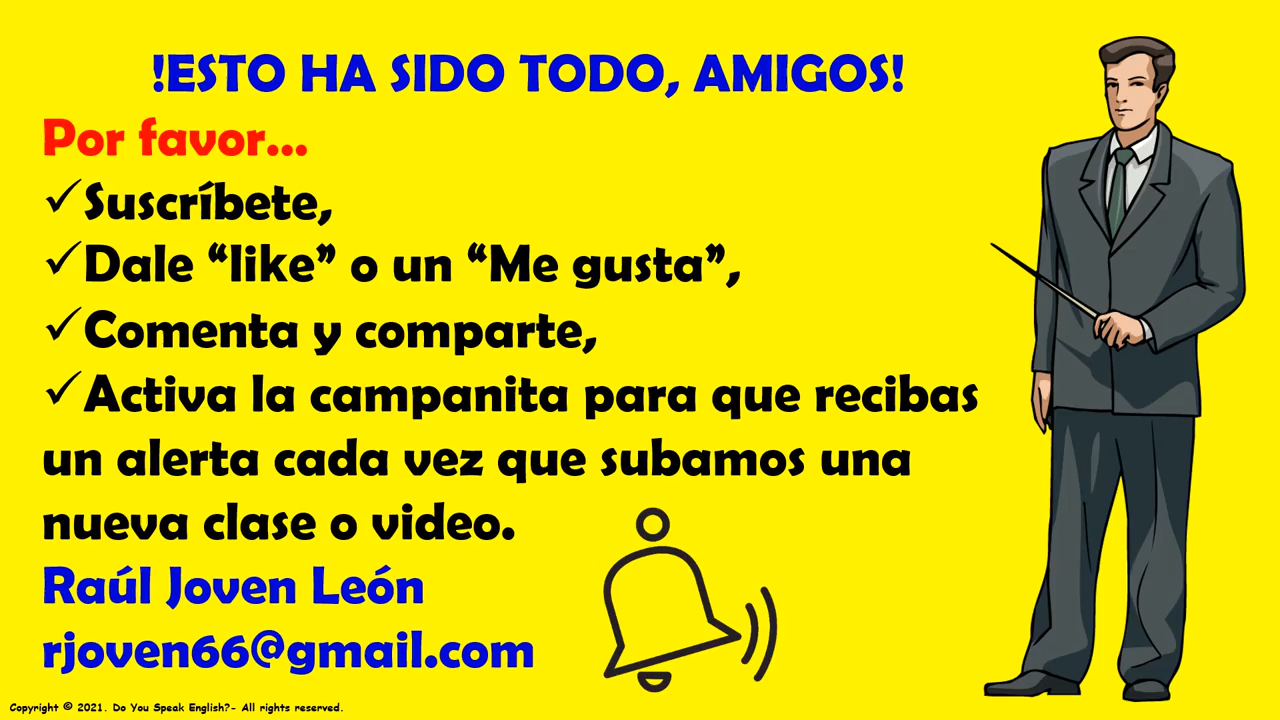 !ESTO HA SIDO TODO, AMIGOS!
Por favor...
✓Suscríbete,
✓Dale “like” o un “Me gusta”,
✓Comenta y comparte,
✓Activa la campanita para que recibas
un alerta cada vez que subamos una
nueva clase o video.
Raúl Joven León
rjoven66@gmail.com
Copyright © 2021. Do You Speak English?- All rights reserved.